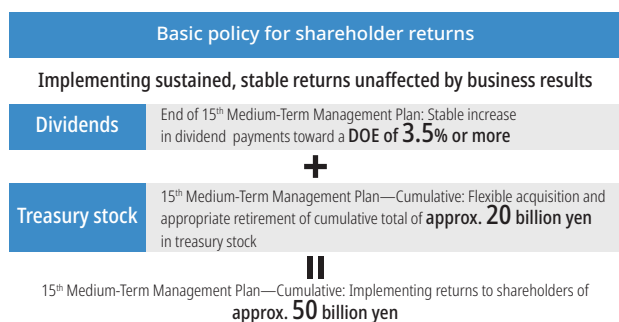 Basic policy for shareholder returns
Implementing sustained, stable returns unaffected by business results
Dividends
End of 15th Medium-Term Management Plan: Stable increase
in dividend payments toward a DOE of 3.5% or more
+
Treasury stock
15th Medium-Term Management Plan—Cumulative: Flexible acquisition and
appropriate retirement of cumulative total of approx. 20 billion yen
in treasury stock
=
15th Medium-Term Management Plan—Cumulative: Implementing returns to shareholders of
approx. 50 billion yen